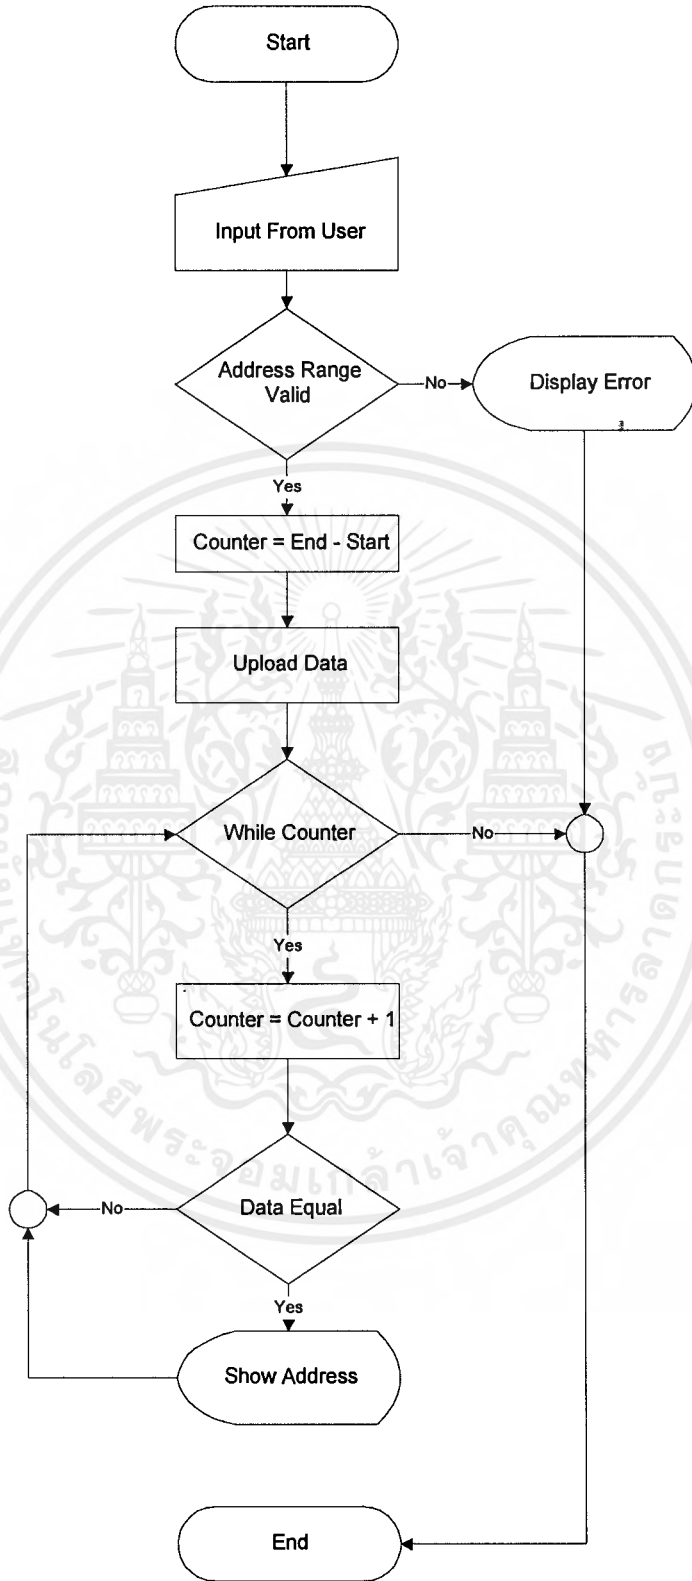 Start
Input From User
Address Range
Valid
No
Display Error
Yes
Counter = End - Start
Upload Data
While Counter
No
Yes
Counter = Counter + 1
Data Equal
No
Yes
Show Address
End